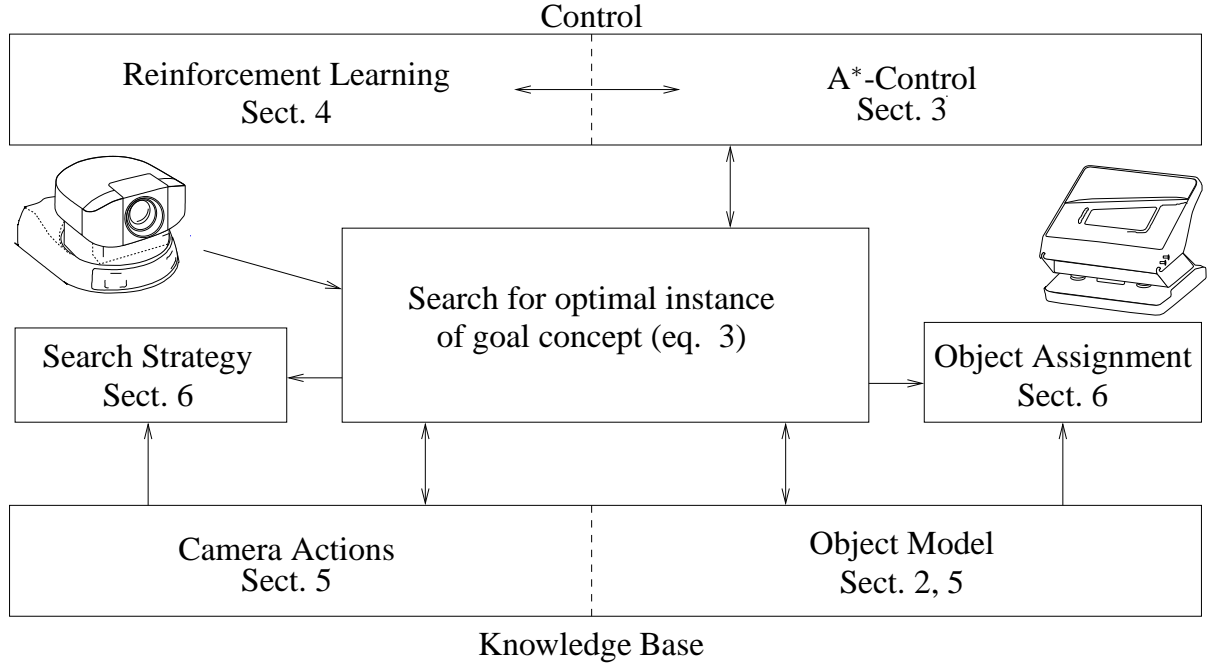 Control
Reinforcement Learning
Sect. 4
A*-Control
Sect. 3
Search for optimal instance
of goal concept (eq. 3)
Search Strategy
Sect. 6
Object Assignment
Sect. 6
Camera Actions
Sect. 5
Object Model
Sect. 2, 5
Knowledge Base